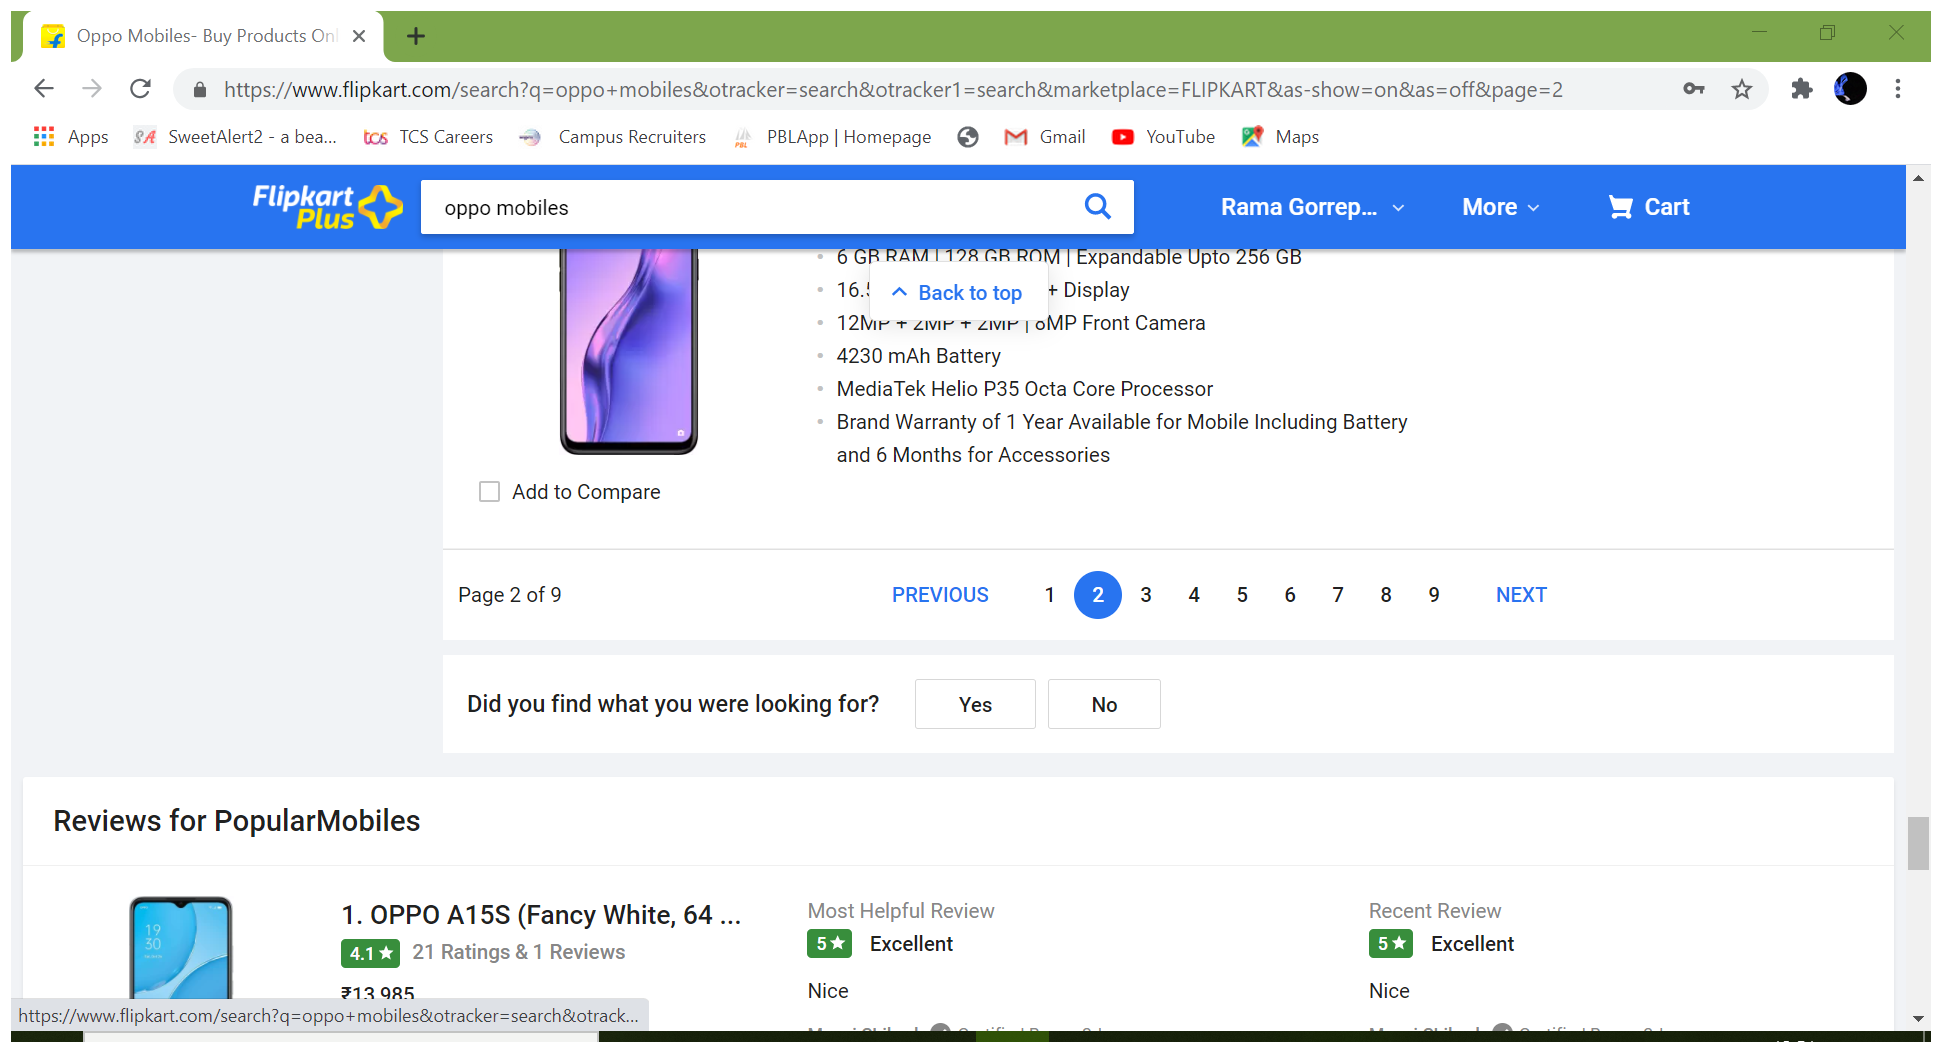 Oppo Mobiles- Buy Products Onl
https://www.flipkart.com/search?q=oppo+mobiles&otracker=search&otracker1=search&marketplace=FLIPKART&as-show=on&as=off&page=2
Apps SA SweetAlert2 - a bea... tcs TCS Careers Campus Recruiters PBL PBLApp | Homepage Gmail YouTube Maps
Flipkart Plus
oppo mobiles
Rama Gorrep... More Cart
6 GB RAM | 128 GB ROM | Expandable Upto 256 GB
Back to top
+ Display
12MP + 2MP + 2MP | 8MP Front Camera
4230 mAh Battery
MediaTek Helio P35 Octa Core Processor
Brand Warranty of 1 Year Available for Mobile Including Battery
and 6 Months for Accessories
Add to Compare
Page 2 of 9 PREVIOUS 1 2 3 4 5 6 7 8 9 NEXT
Did you find what you were looking for? Yes No
Reviews for PopularMobiles
19
30
1. OPPO A15S (Fancy White, 64 ...
4.1★ 21 Ratings & 1 Reviews
₹13,985
Most Helpful Review
5★ Excellent
Nice
Recent Review
5★ Excellent
Nice
https://www.flipkart.com/search?q=oppo+mobiles&otracker=search&otrack...